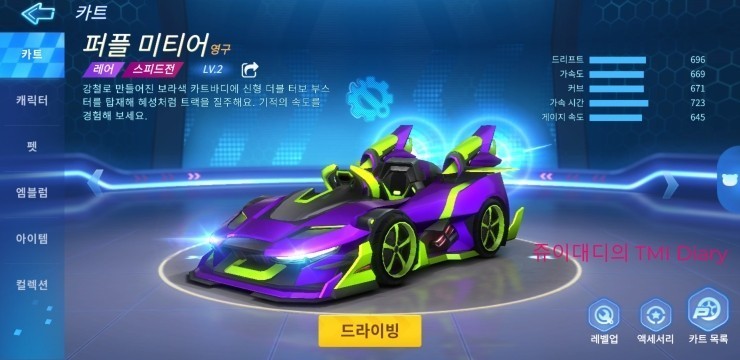 카트
퍼플 미티어 영구
레어 스피드전 LV.2
강철로 만들어진 보라색 카트바디에 신형 더블 터보 부스
터를 탑재해 혜성처럼 트랙을 질주해요. 기적의 속도를
경험해 보세요.
드리프트 696
가속도 669
커브 671
가속 시간 723
게이지 속도 645
카트
캐릭터
펫
엠블럼
아이템
컬렉션
쥬이대디의 TMI Diary
드라이빙
레벨업
액세서리
카트 목록